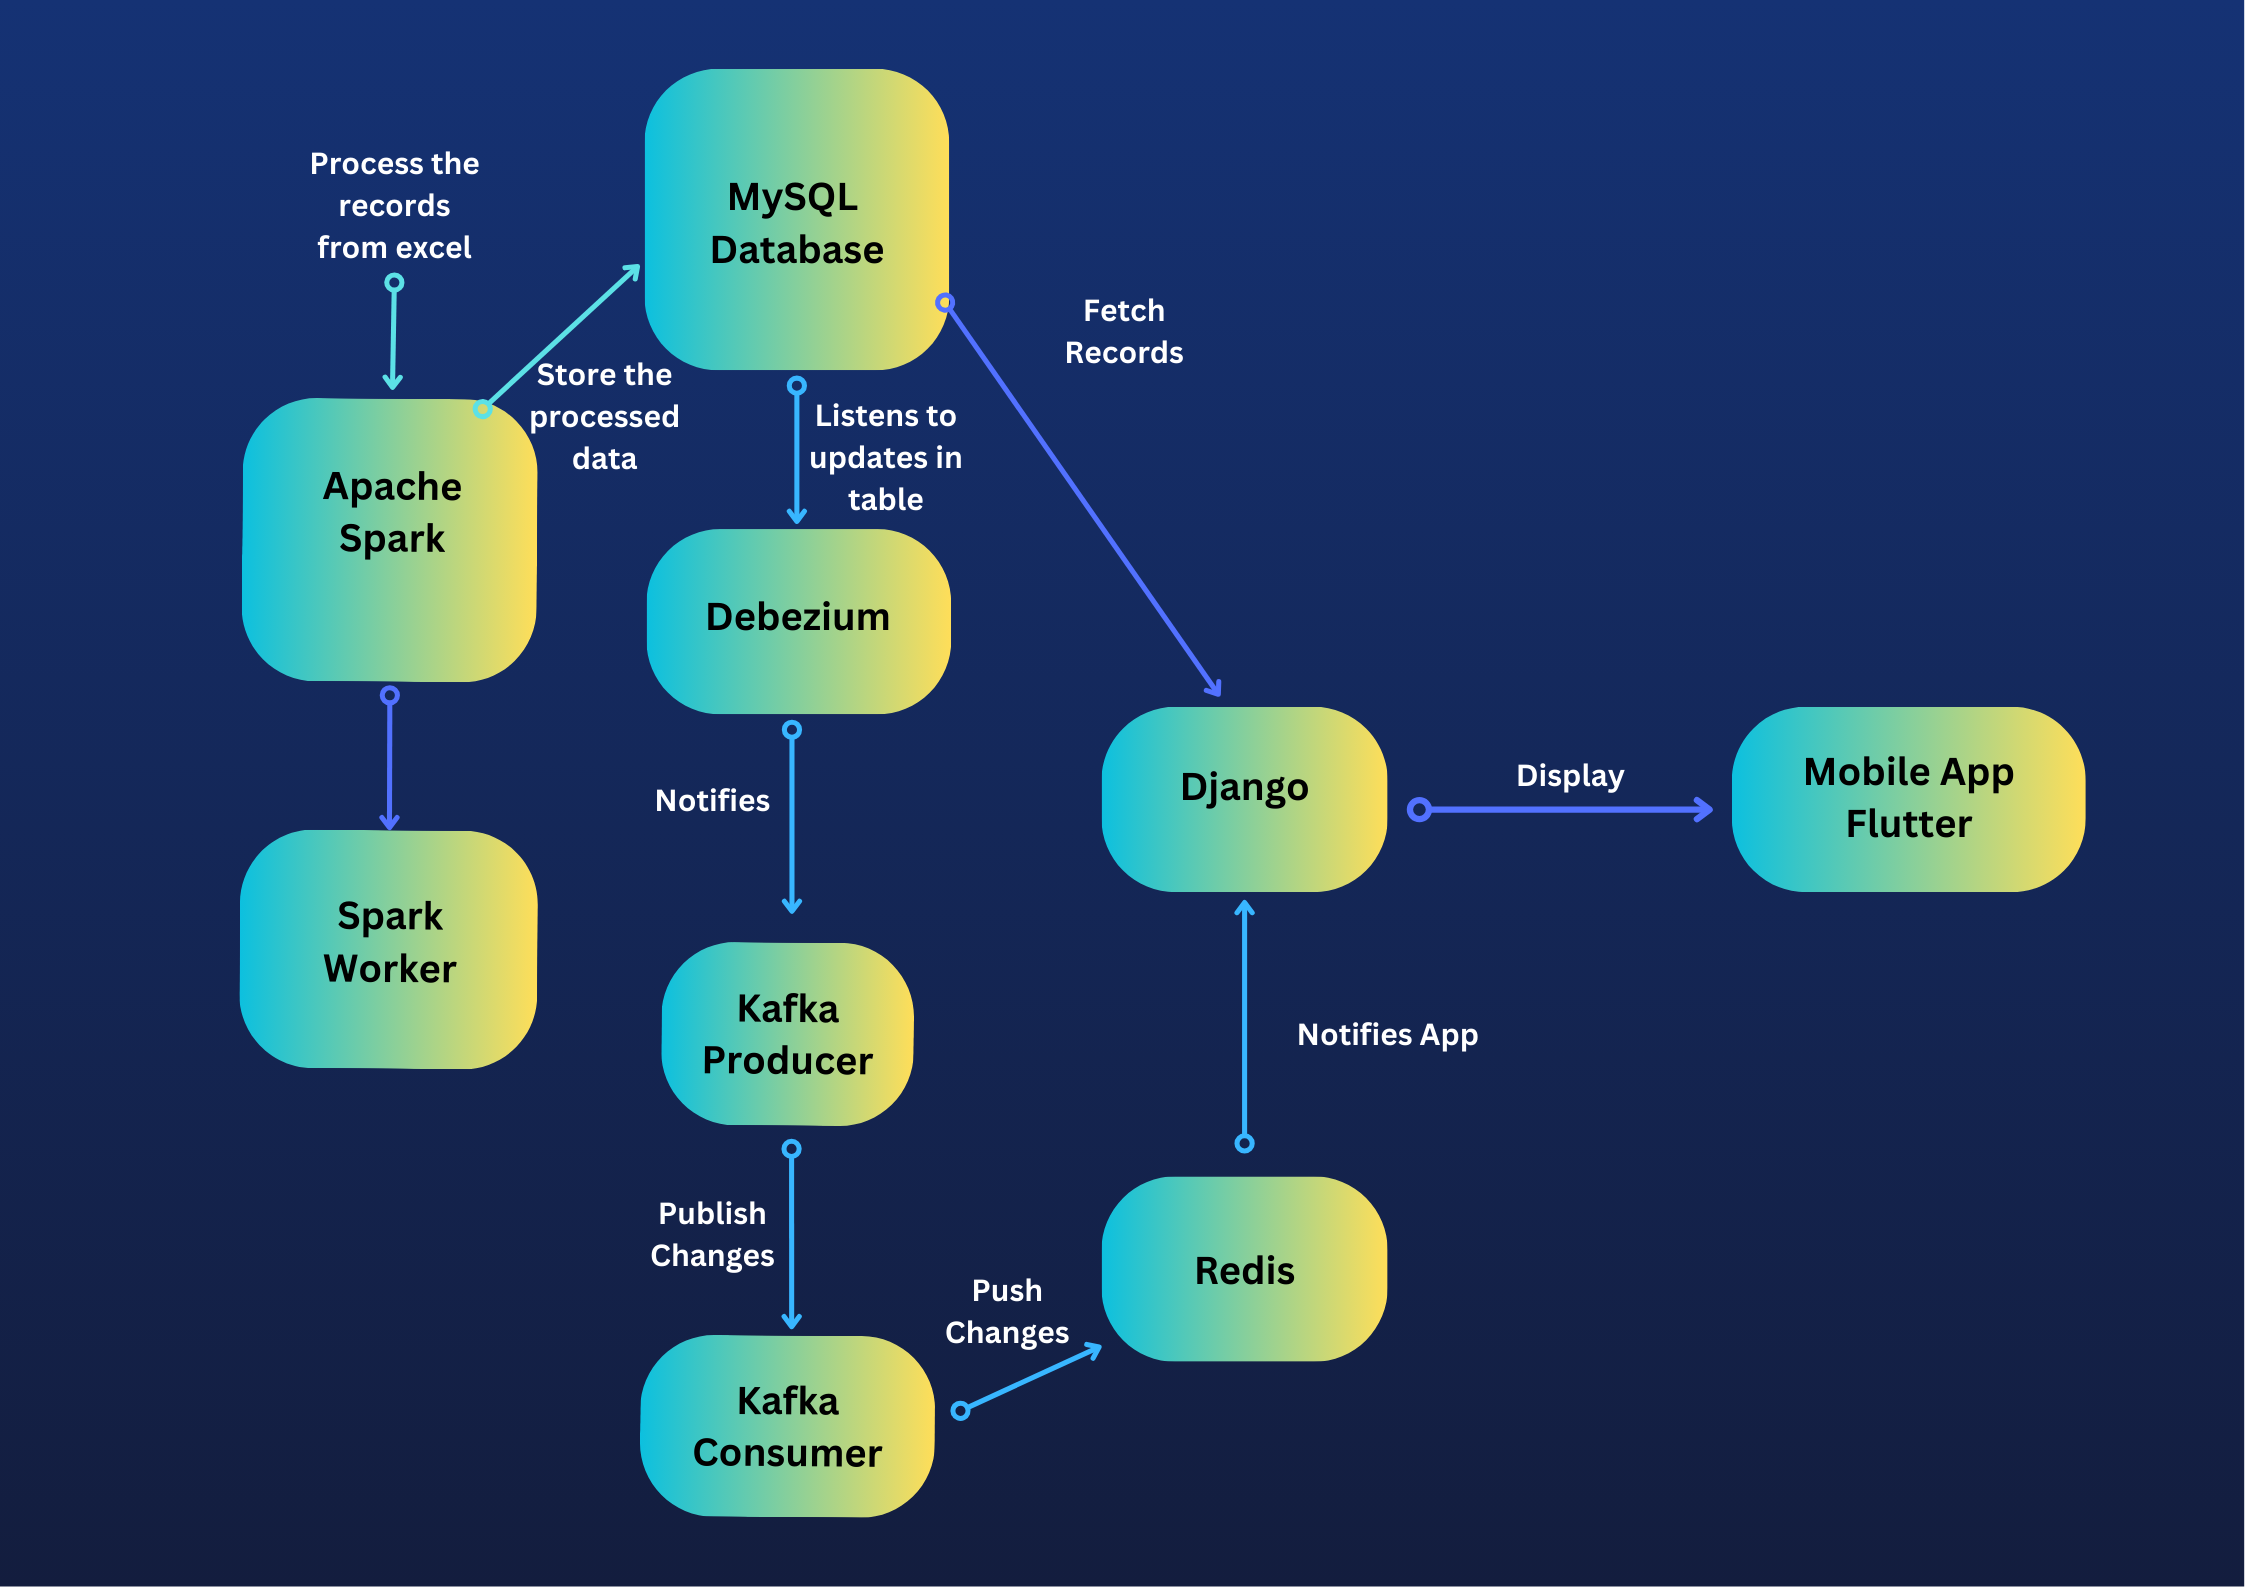 Process the
records
from excel
MySQL
Database
Store the
processed
data
Apache
Spark
Listens to
updates in
table
Fetch
Records
Debezium
Spark
Worker
Notifies
Kafka
Producer
Publish
Changes
Kafka
Consumer
Push
Changes
Redis
Notifies App
Django
Display
Mobile App
Flutter